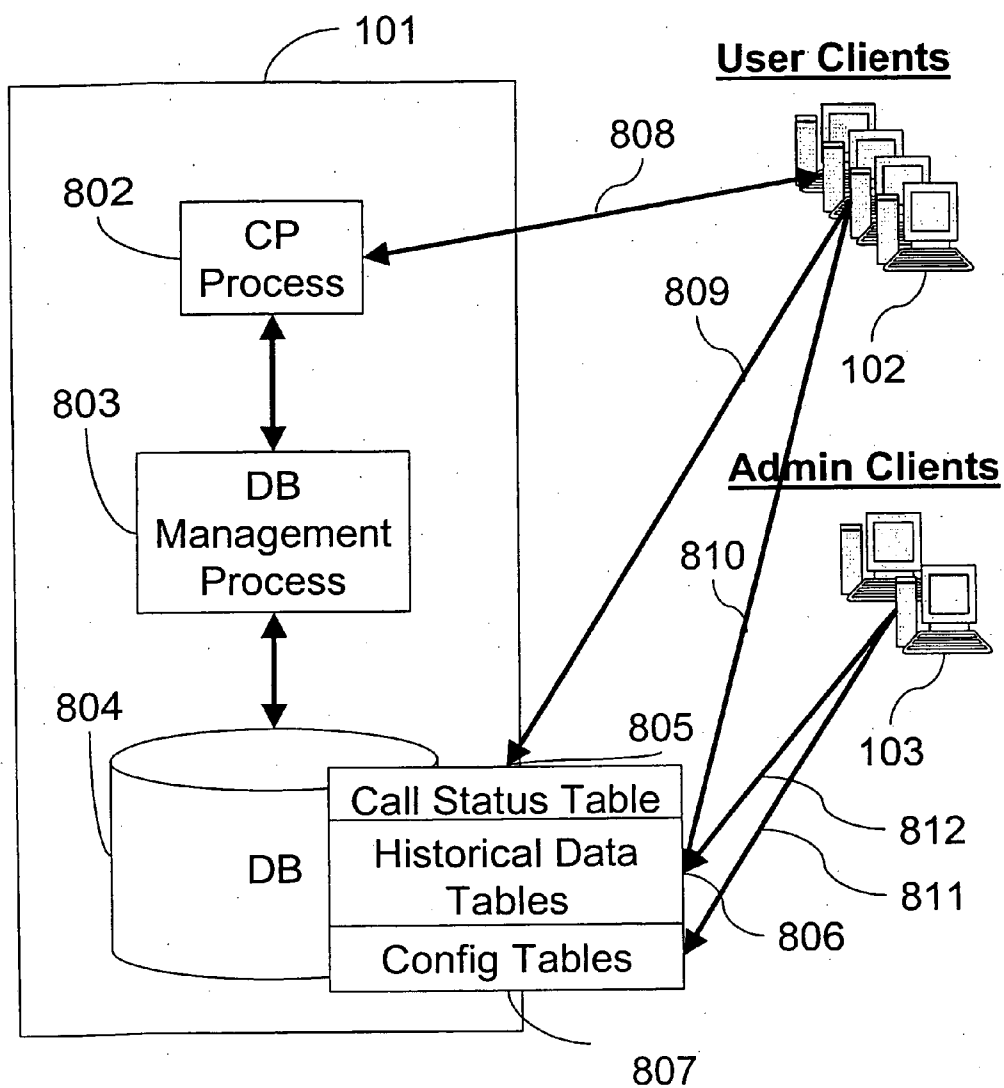 101
User Clients
808
802
CP
Process
809
102
803
DB
Management
Process
Admin Clients
810
804
805
103
Call Status Table
812
DB
Historical Data
Tables
811
806
Config Tables
807